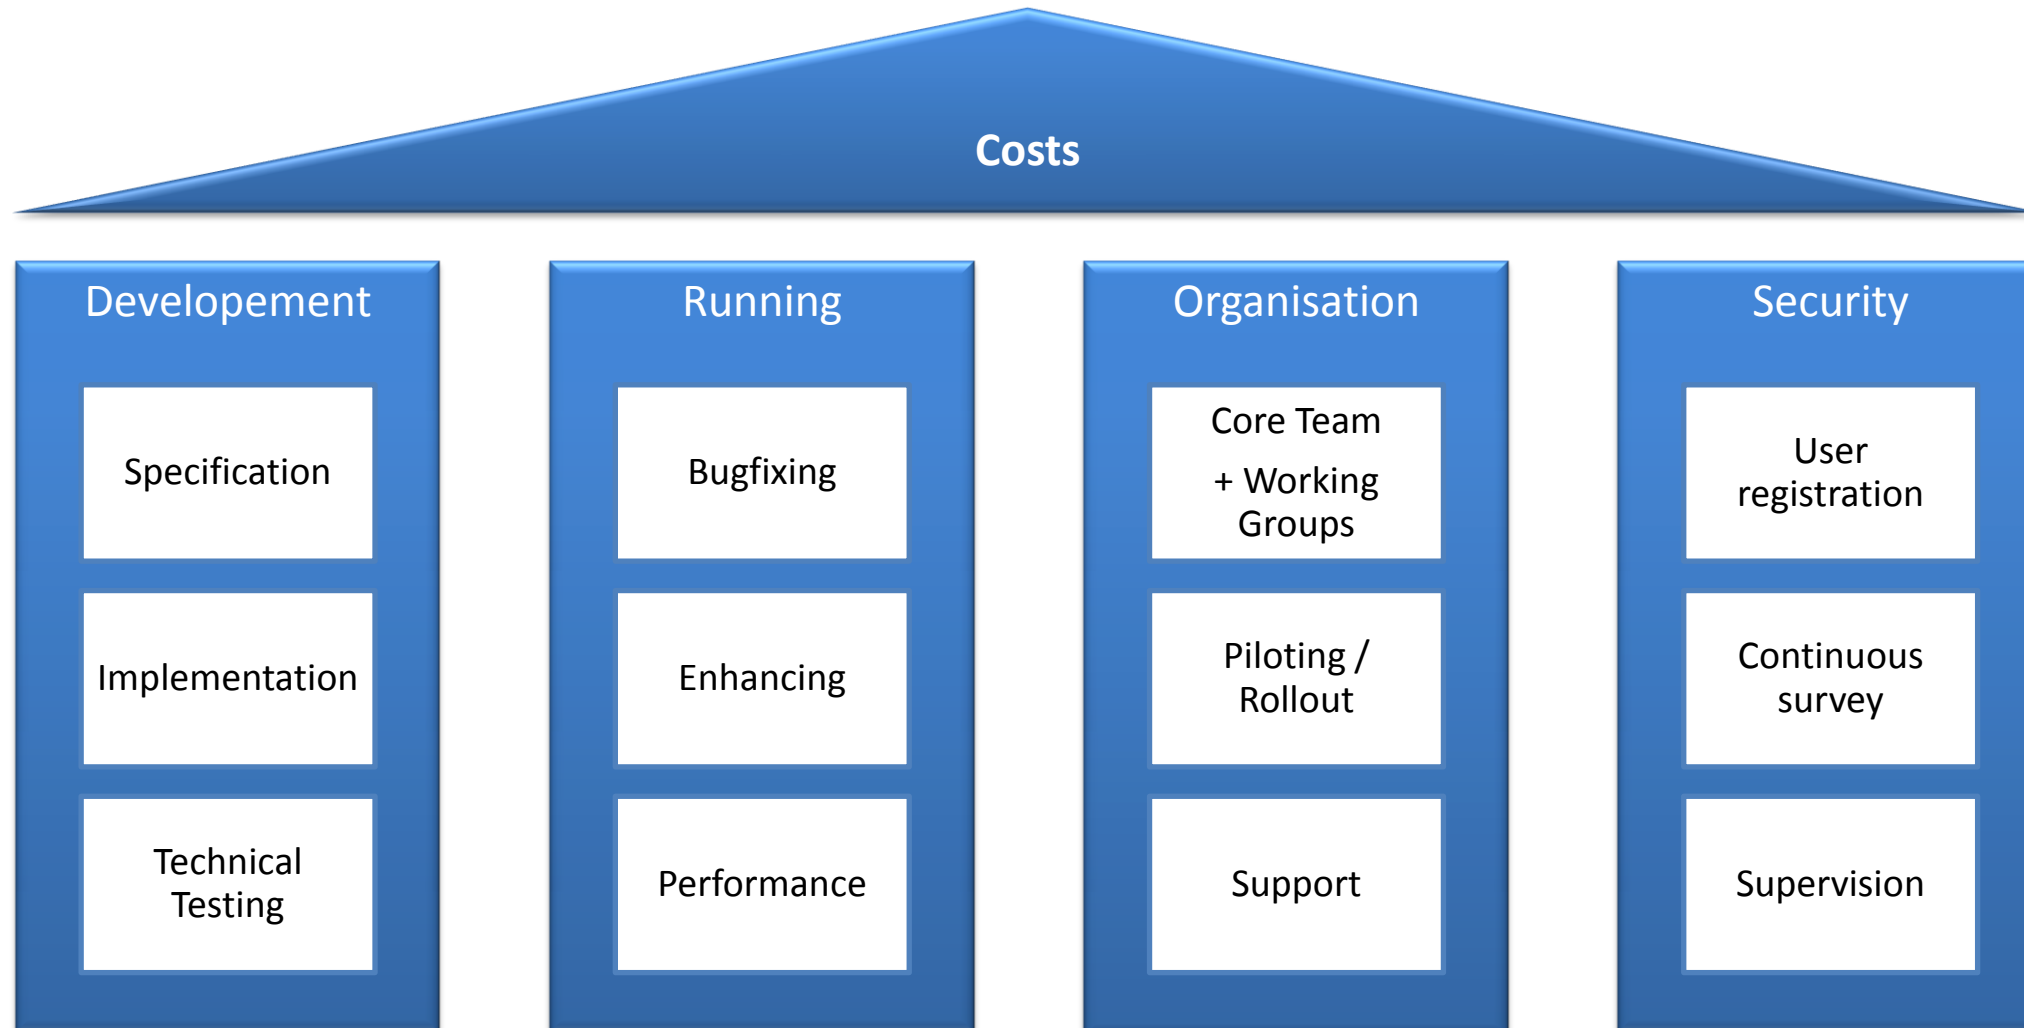 Costs
Developement
Specification
Implementation
Technical
Testing
Running
Bugfixing
Enhancing
Performance
Organisation
Core Team
+ Working
Groups
Piloting /
Rollout
Support
Security
User
registration
Continuous
survey
Supervision